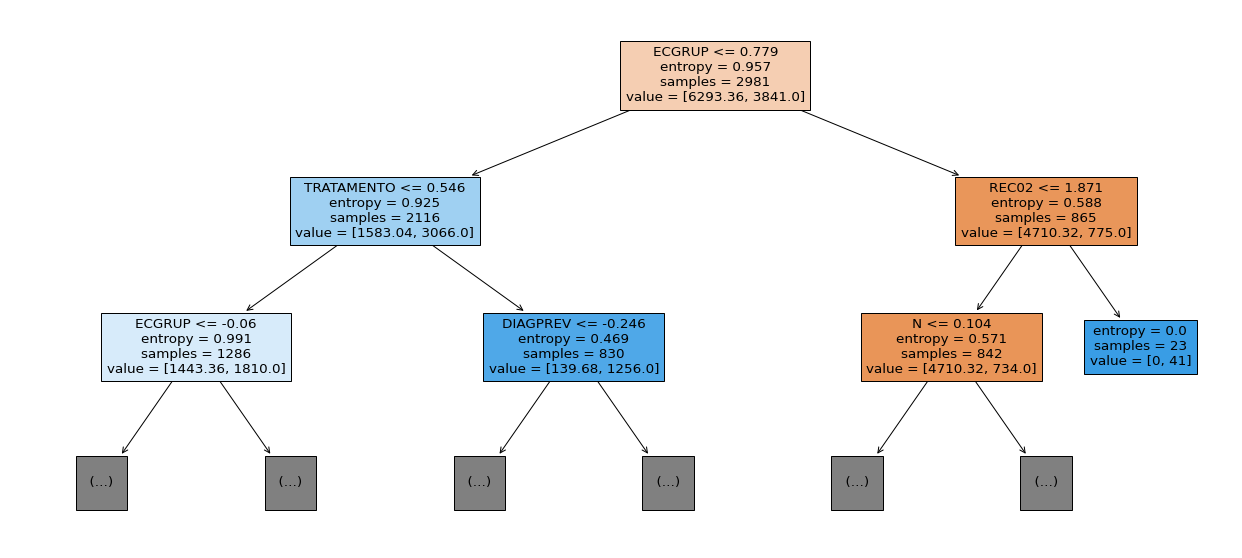 ECGRUP <= 0.779
entropy = 0.957
samples = 2981
value = [6293.36, 3841.0]
TRATAMENTO <= 0.546
entropy = 0.925
samples = 2116
value = [1583.04, 3066.0]
REC02 <= 1.871
entropy = 0.588
samples = 865
value = [4710.32, 775.0]
ECGRUP <= -0.06
entropy = 0.991
samples = 1286
value = [1443.36, 1810.0]
DIAGPREV <= -0.246
entropy = 0.469
samples = 830
value = [139.68, 1256.0]
N <= 0.104
entropy = 0.571
samples = 842
value = [4710.32, 734.0]
entropy = 0.0
samples = 23
value = [0, 41]
(...)
(...)
(...)
(...)
(...)
(...)